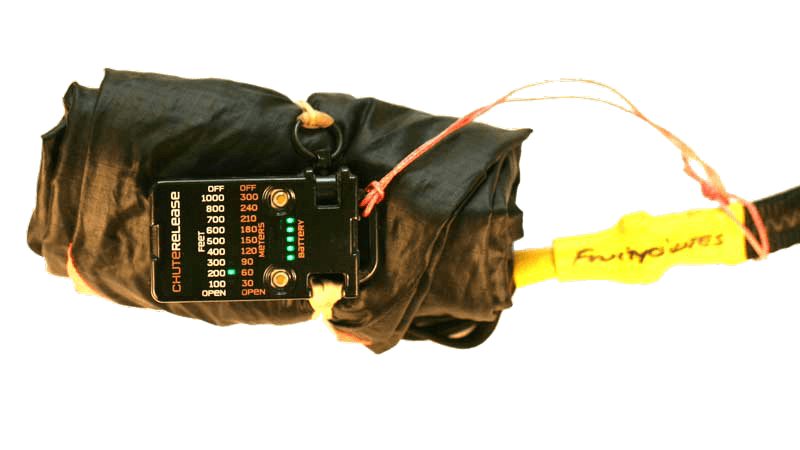 CHUTERELEASE
FEET
METERS
BATTERY
OFF OFF
1000 300
800 240
700 210
600 180
500 150
400 120
300 90
200 60
100 30
OPEN OPEN